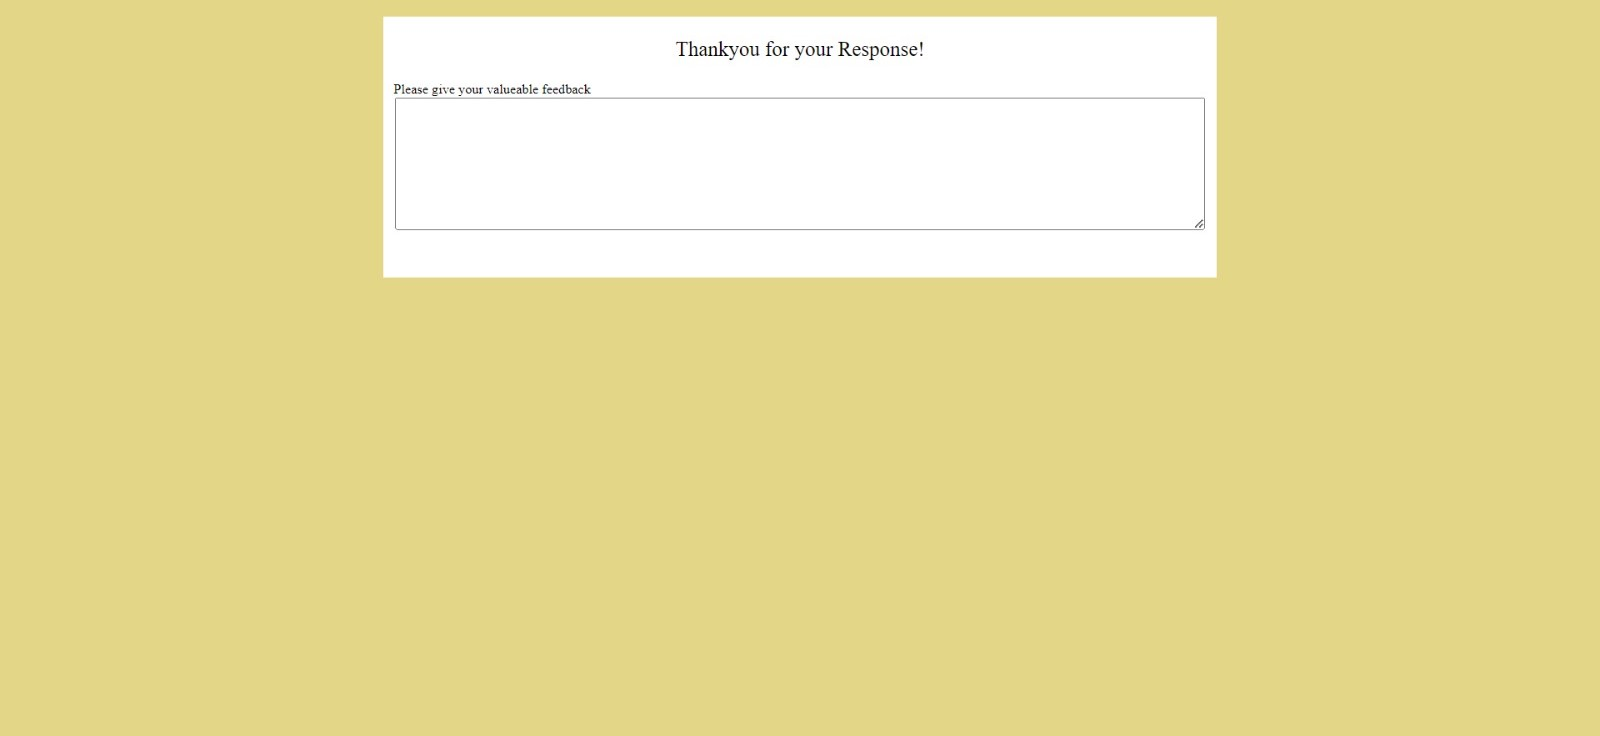 Thankyou for your Response!
Please give your valueable feedback